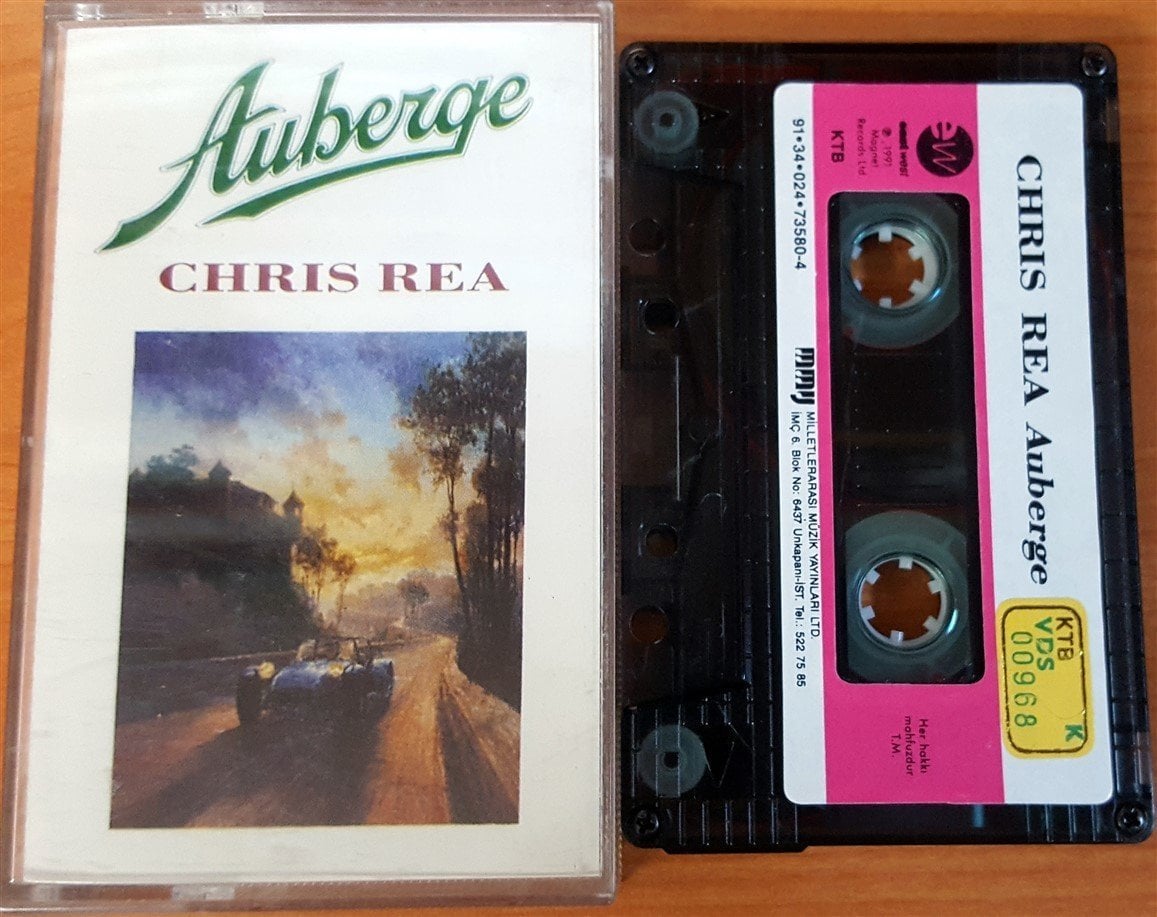 Auberge
CHRIS REA
CHRIS REA Auberge
eW
east west
℗ 1991
Magnet
Records Ltd.
KTB
91•34•024•73580-4
MMY
MİLLETLERARASI MÜZİK YAYINLARI LTD.
İMÇ 6. Blok No: 6437 Unkapanı-İST. Tel.: 522 75 85
Her hakkı
mahfuzdur
T.M.
KTB K
VDS
00968